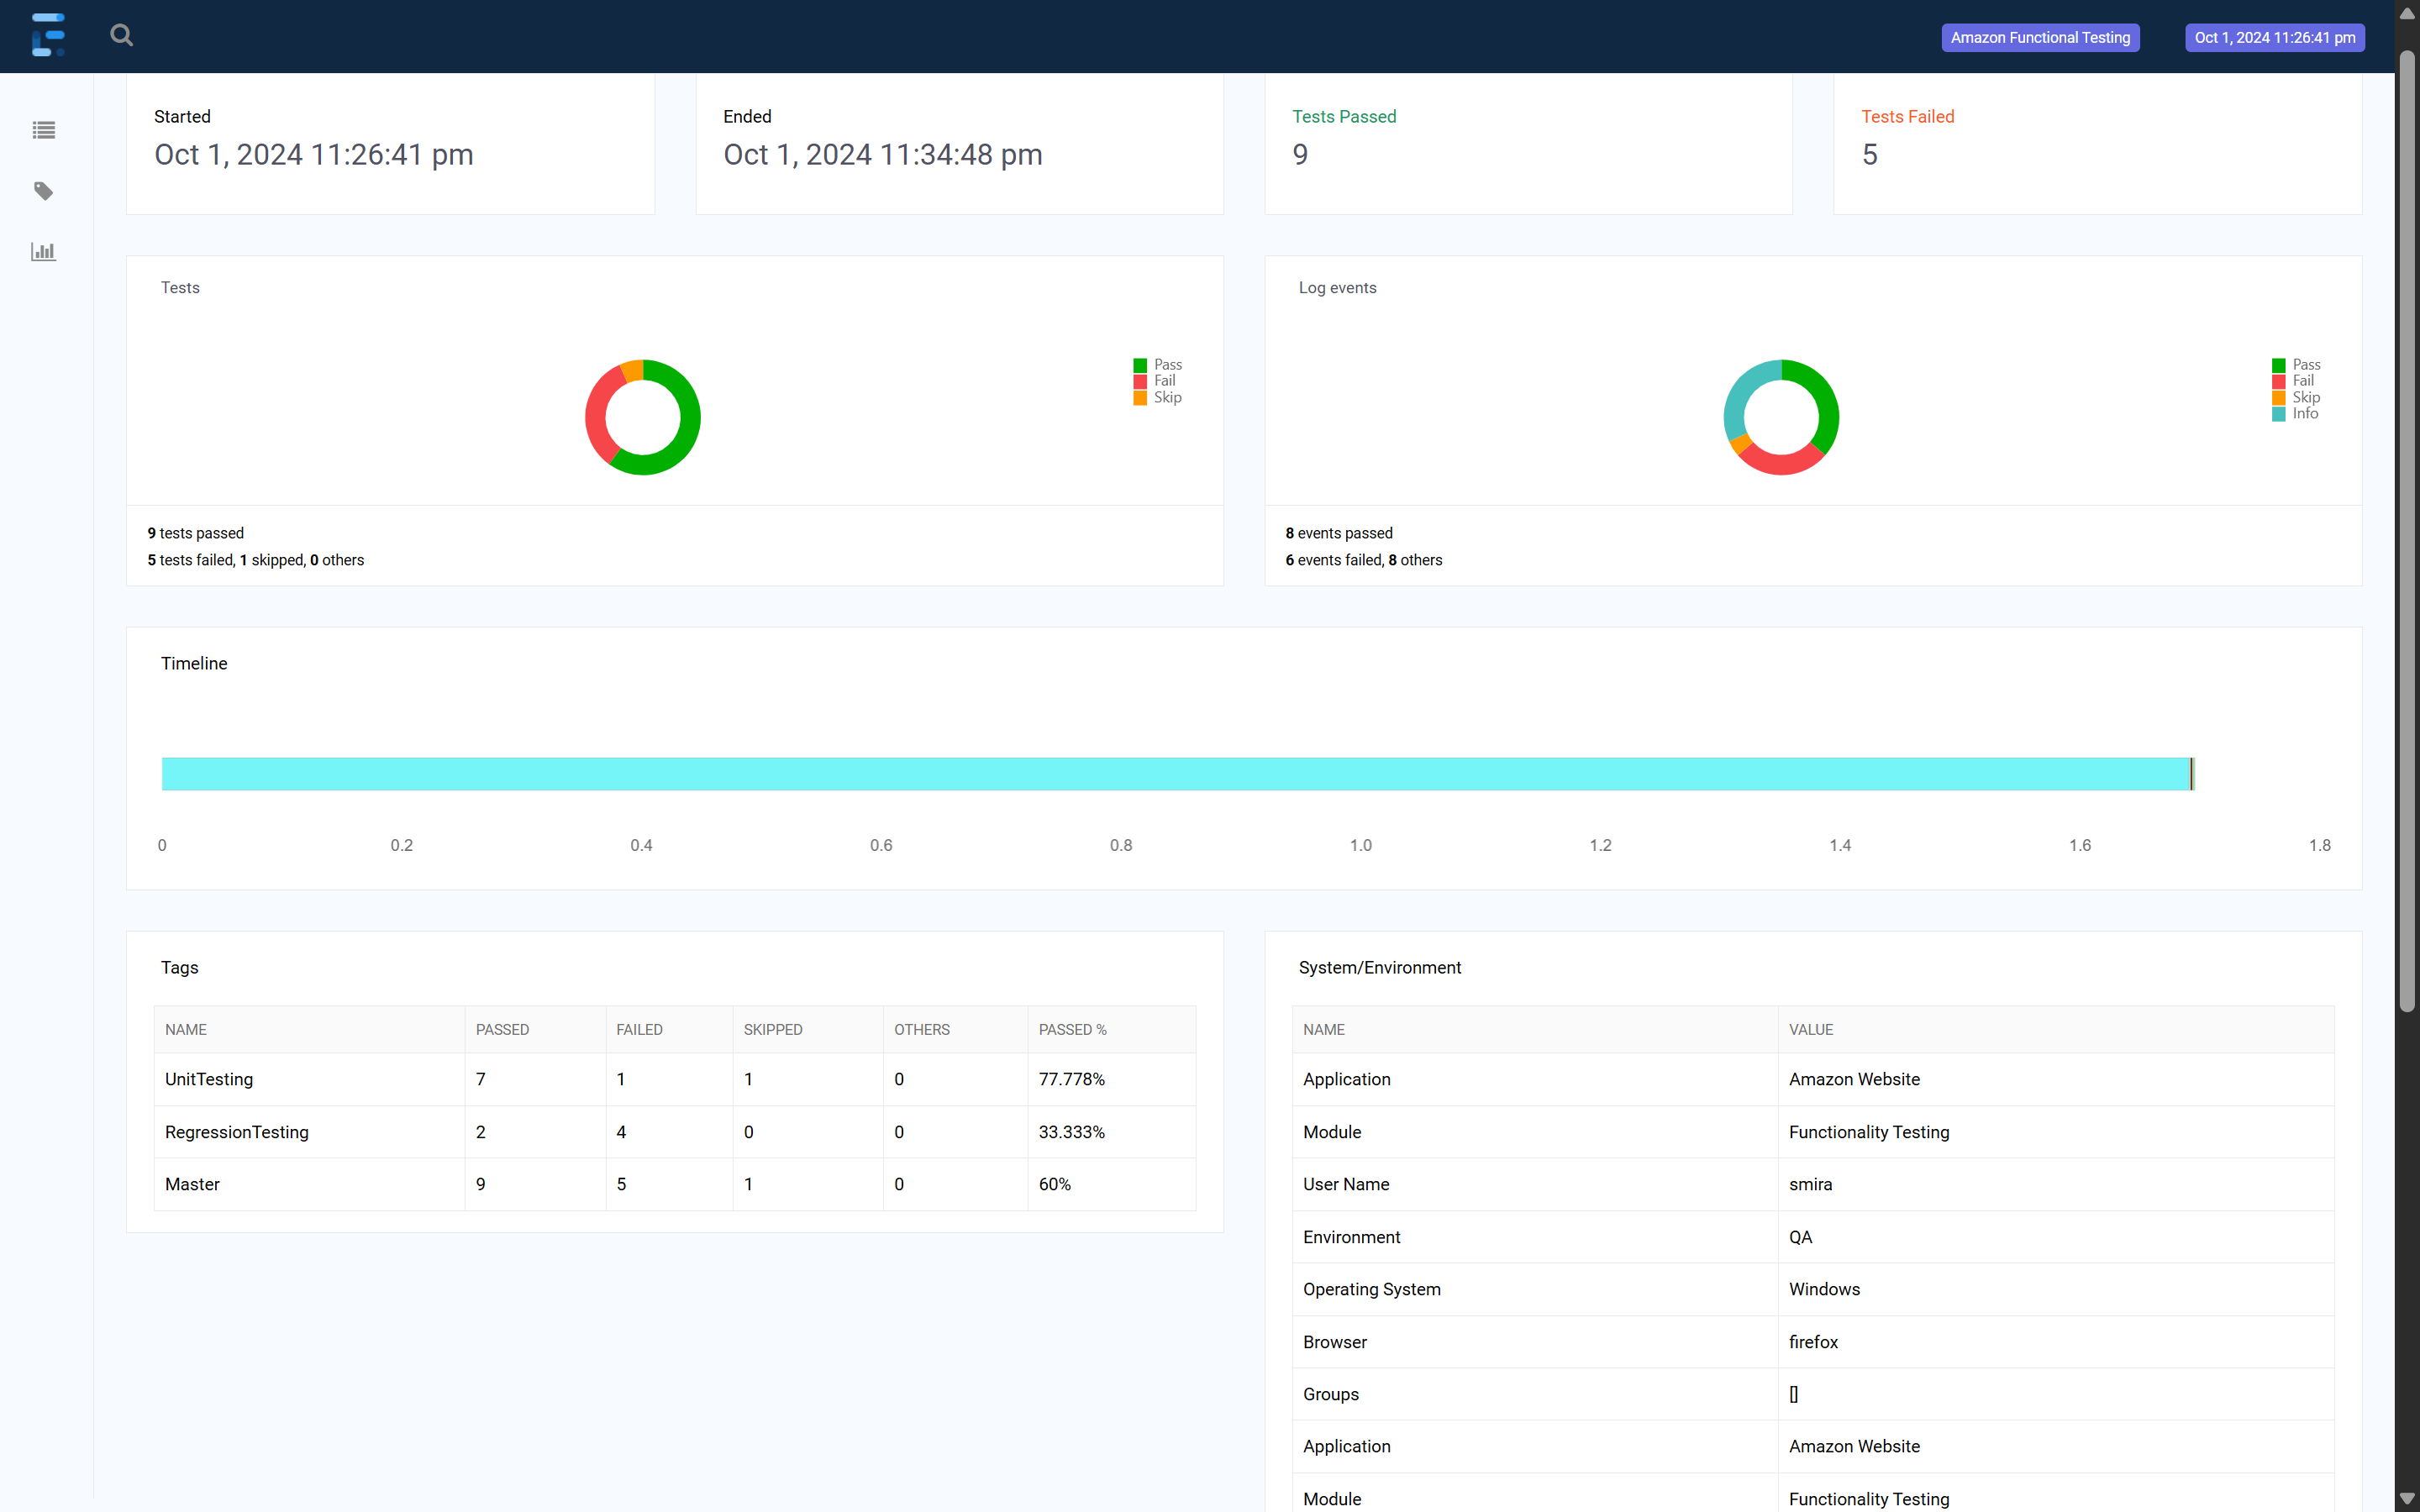 Amazon Functional Testing Oct 1, 2024 11:26:41 pm
Started
Oct 1, 2024 11:26:41 pm
Ended
Oct 1, 2024 11:34:48 pm
Tests Passed
9
Tests Failed
5
Tests
Pass
Fail
Skip
9 tests passed
5 tests failed, 1 skipped, 0 others
Log events
Pass
Fail
Skip
Info
8 events passed
6 events failed, 8 others
Timeline
0 0.2 0.4 0.6 0.8 1.0 1.2 1.4 1.6 1.8
Tags
NAME PASSED FAILED SKIPPED OTHERS PASSED %
UnitTesting 7 1 1 0 77.778%
RegressionTesting 2 4 0 0 33.333%
Master 9 5 1 0 60%
System/Environment
NAME VALUE
Application Amazon Website
Module Functionality Testing
User Name smira
Environment QA
Operating System Windows
Browser firefox
Groups []
Application Amazon Website
Module Functionality Testing